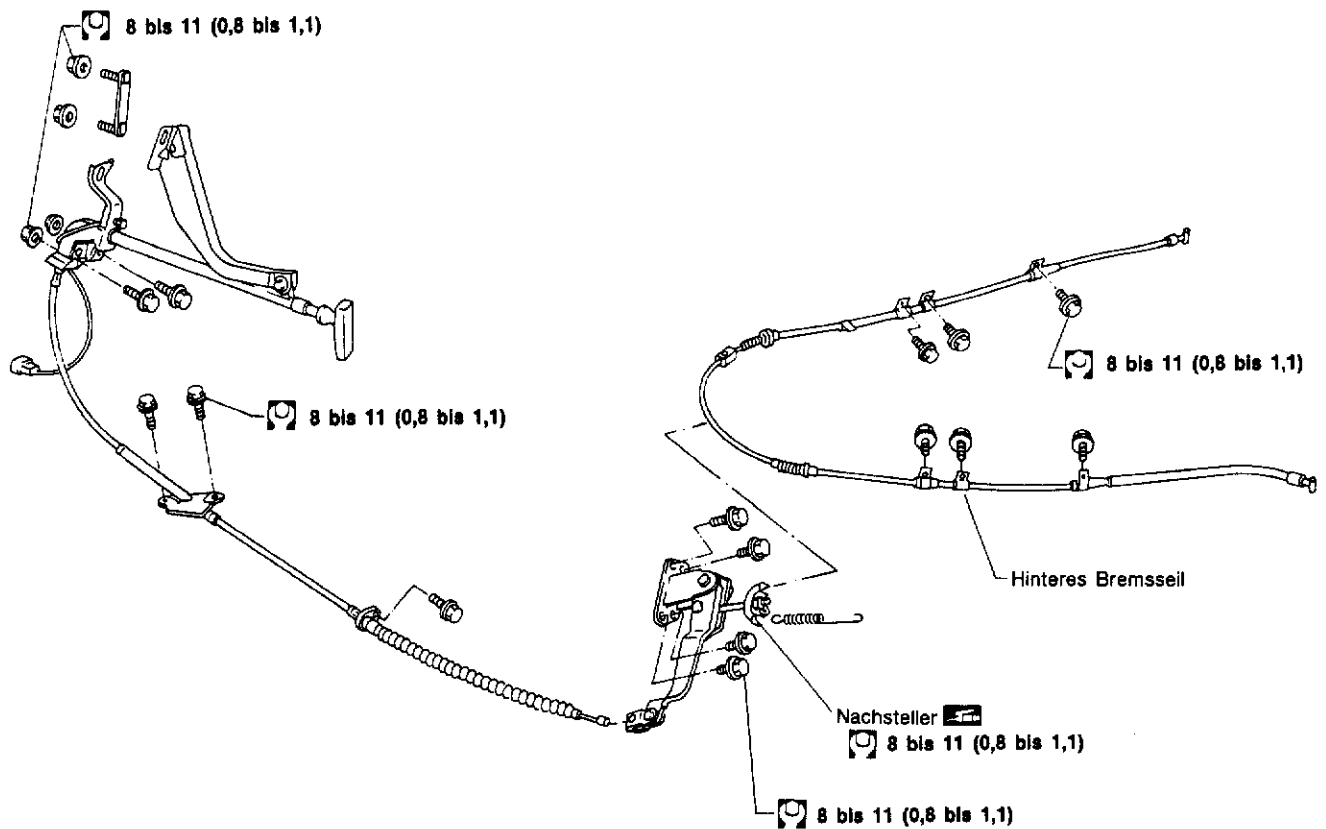 8 bis 11 (0,8 bis 1,1)
8 bis 11 (0,8 bis 1,1)
8 bis 11 (0,8 bis 1,1)
Hinteres Bremsseil
Nachsteller
8 bis 11 (0,8 bis 1,1)
8 bis 11 (0,8 bis 1,1)